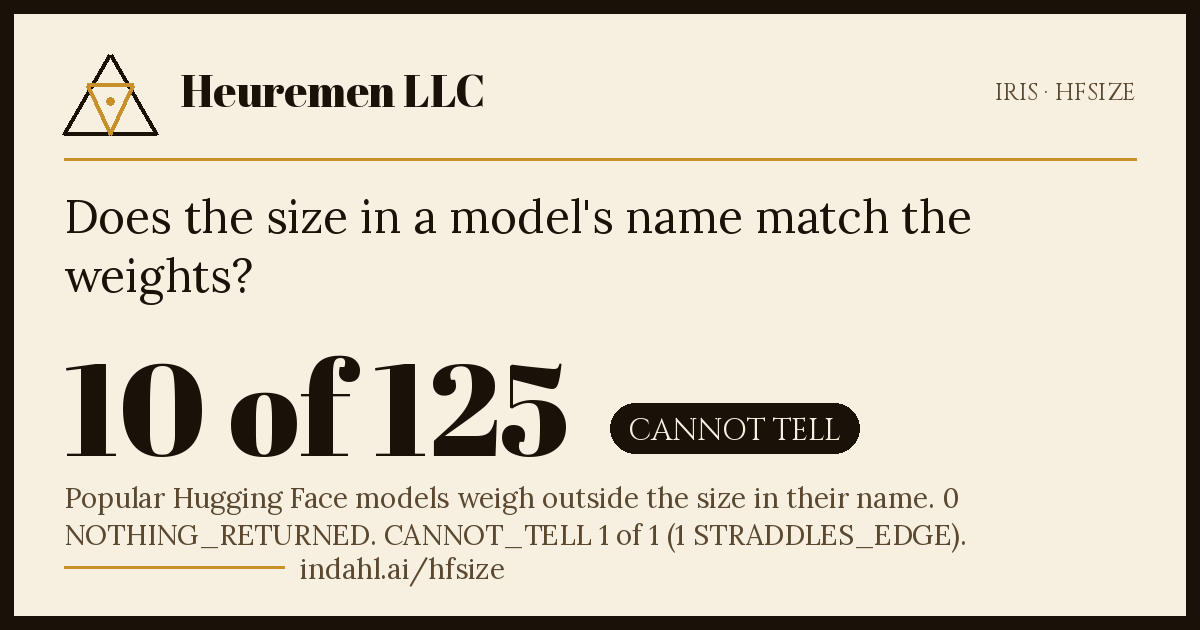 Heuremen LLC
IRIS · HFSIZE
Does the size in a model's name match the
weights?
10 of 125
CANNOT TELL
Popular Hugging Face models weigh outside the size in their name. 0
NOTHING_RETURNED. CANNOT_TELL 1 of 1 (1 STRADDLES_EDGE).
indahl.ai/hfsize